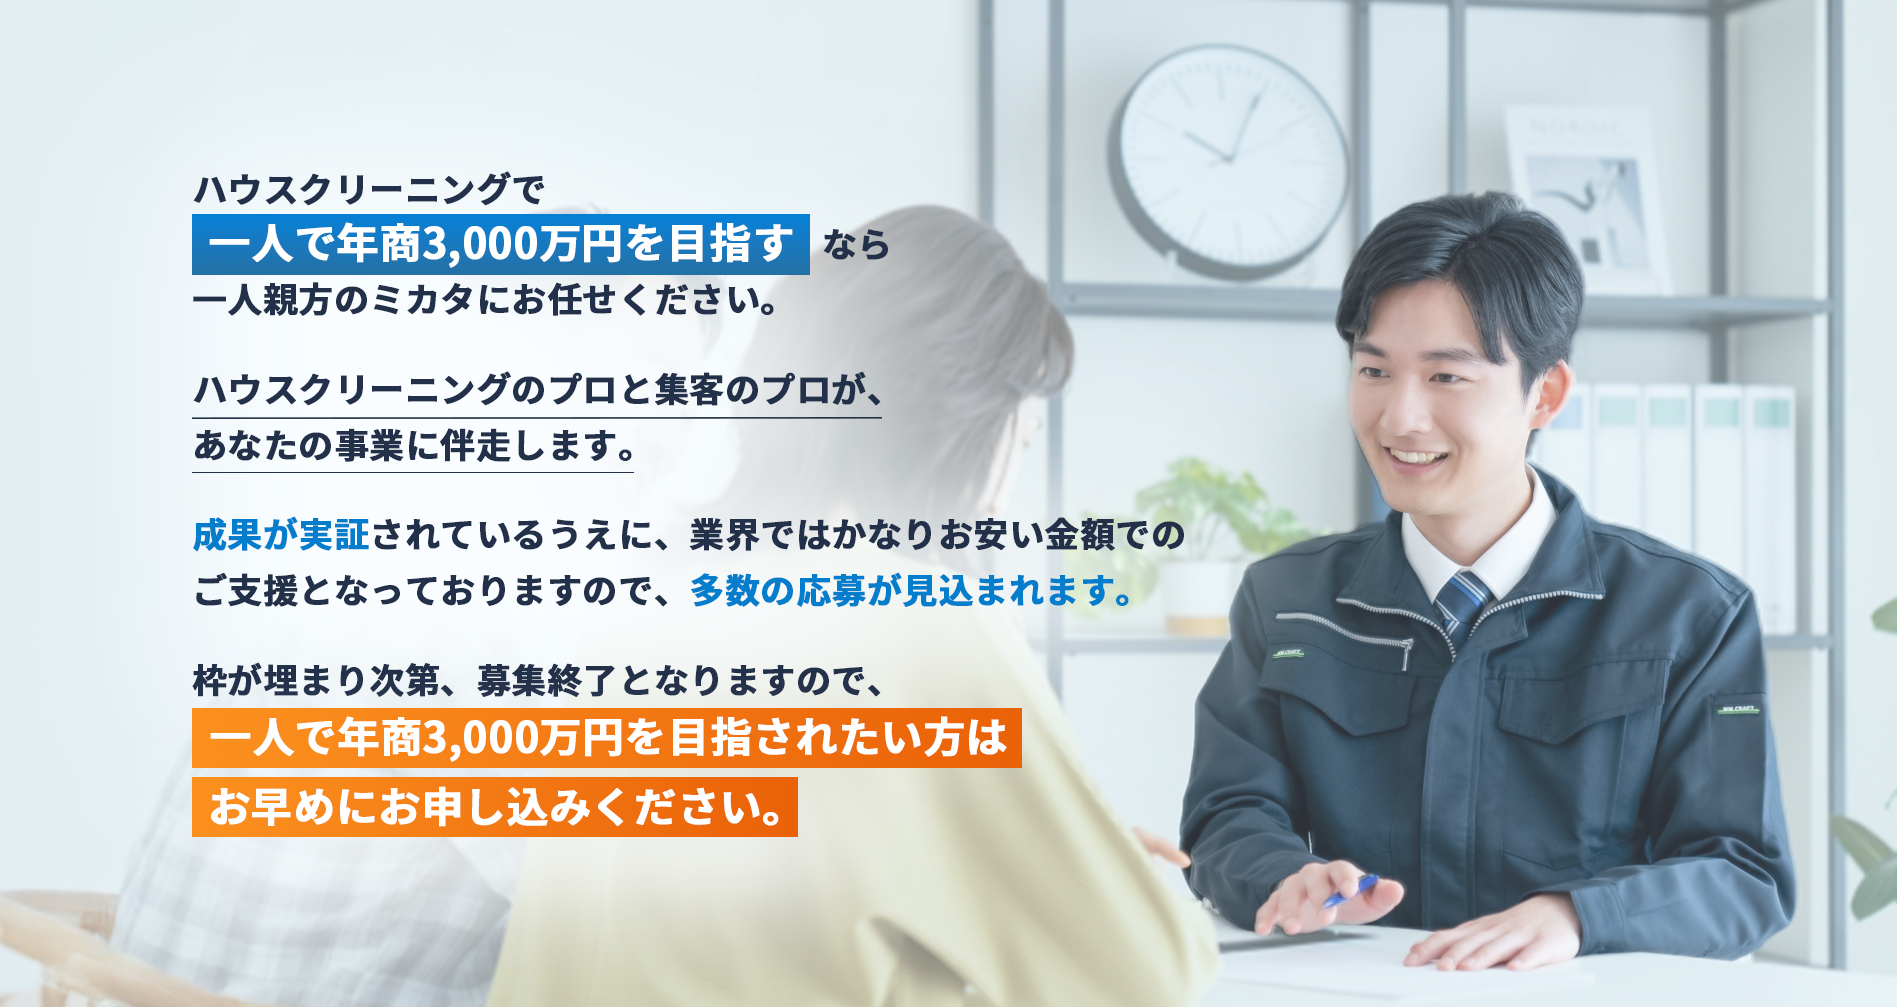 ハウスクリーニングで
一人で年商3,000万円を目指す なら
一人親方のミカタにお任せください。
ハウスクリーニングのプロと集客のプロが、
あなたの事業に伴走します。
成果が実証されているうえに、業界ではかなりお安い金額での
ご支援となっておりますので、多数の応募が見込まれます。
枠が埋まり次第、募集終了となりますので、
一人で年商3,000万円を目指されたい方は
お早めにお申し込みください。
NORDIC